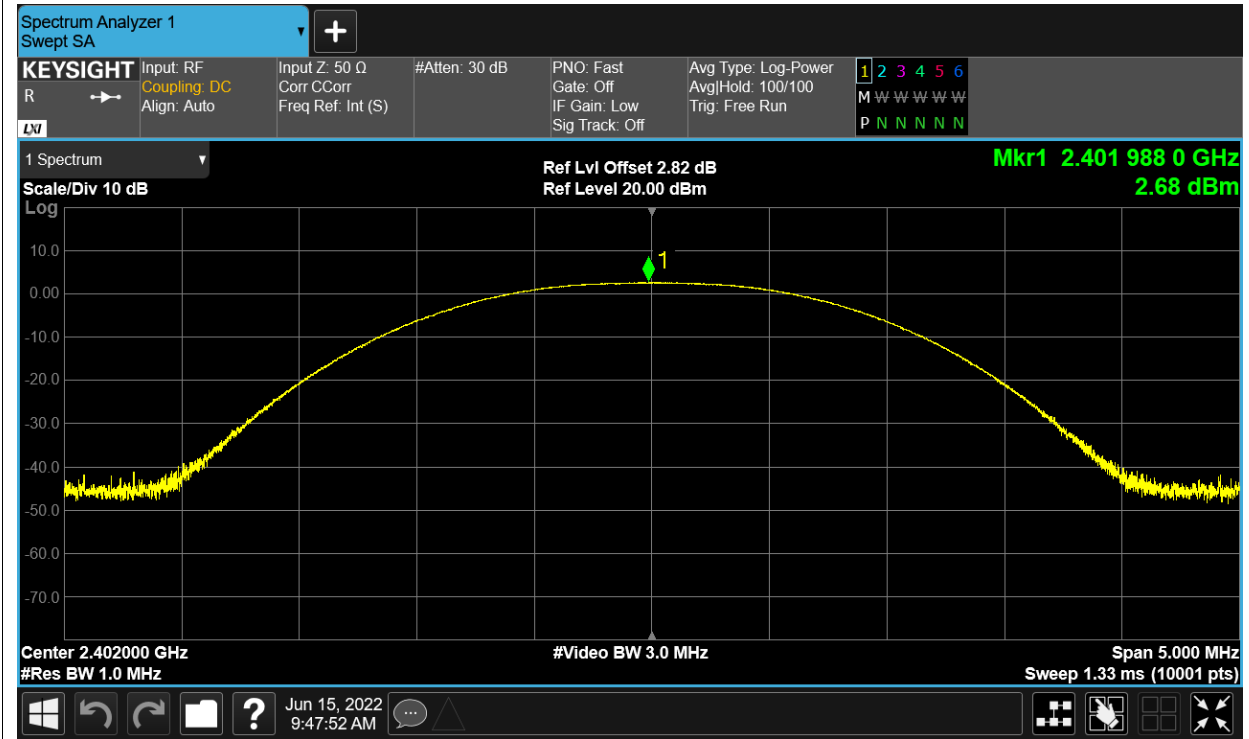 Spectrum Analyzer 1
Swept SA
KEYSIGHT
R
LXI
Input: RF
Coupling: DC
Align: Auto
Input Z: 50 Ω
Corr CCorr
Freq Ref: Int (S)
#Atten: 30 dB
PNO: Fast
Gate: Off
IF Gain: Low
Sig Track: Off
Avg Type: Log-Power
Avg|Hold: 100/100
Trig: Free Run
1 2 3 4 5 6
M W W W W W
P N N N N N
1 Spectrum
Scale/Div 10 dB
Ref Lvl Offset 2.82 dB
Ref Level 20.00 dBm
Mkr1 2.401 988 0 GHz
2.68 dBm
Log
1
10.0
0.00
-10.0
-20.0
-30.0
-40.0
-50.0
-60.0
-70.0
Center 2.402000 GHz
#Res BW 1.0 MHz
#Video BW 3.0 MHz
Span 5.000 MHz
Sweep 1.33 ms (10001 pts)
?
Jun 15, 2022
9:47:52 AM